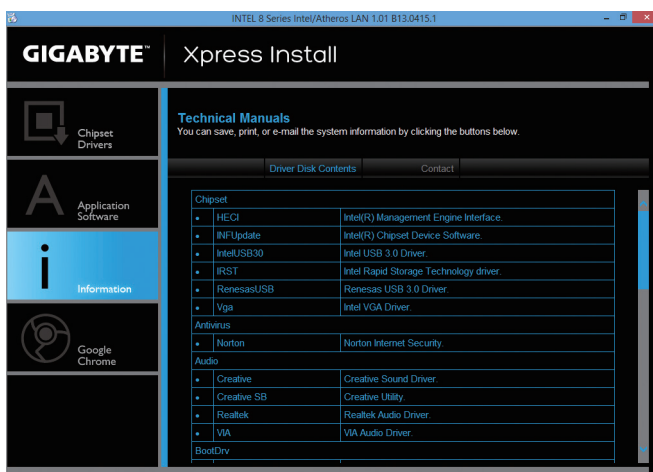 INTEL 8 Series Intel/Atheros LAN 1.01 B13.0415.1
GIGABYTE™
Xpress Install
Chipset
Drivers
Application
Software
Information
Google
Chrome
Technical Manuals
You can save, print, or e-mail the system information by clicking the buttons below.
Driver Disk Contents Contact
Chipset
• HECI Intel(R) Management Engine Interface.
• INFUpdate Intel(R) Chipset Device Software.
• IntelUSB30 Intel USB 3.0 Driver.
• IRST Intel Rapid Storage Technology driver.
• RenesasUSB Renesas USB 3.0 Driver.
• Vga Intel VGA Driver.
Antivirus
• Norton Norton Internet Security.
Audio
• Creative Creative Sound Driver.
• Creative SB Creative Utility.
• Realtek Realtek Audio Driver.
• VIA VIA Audio Driver.
BootDrv